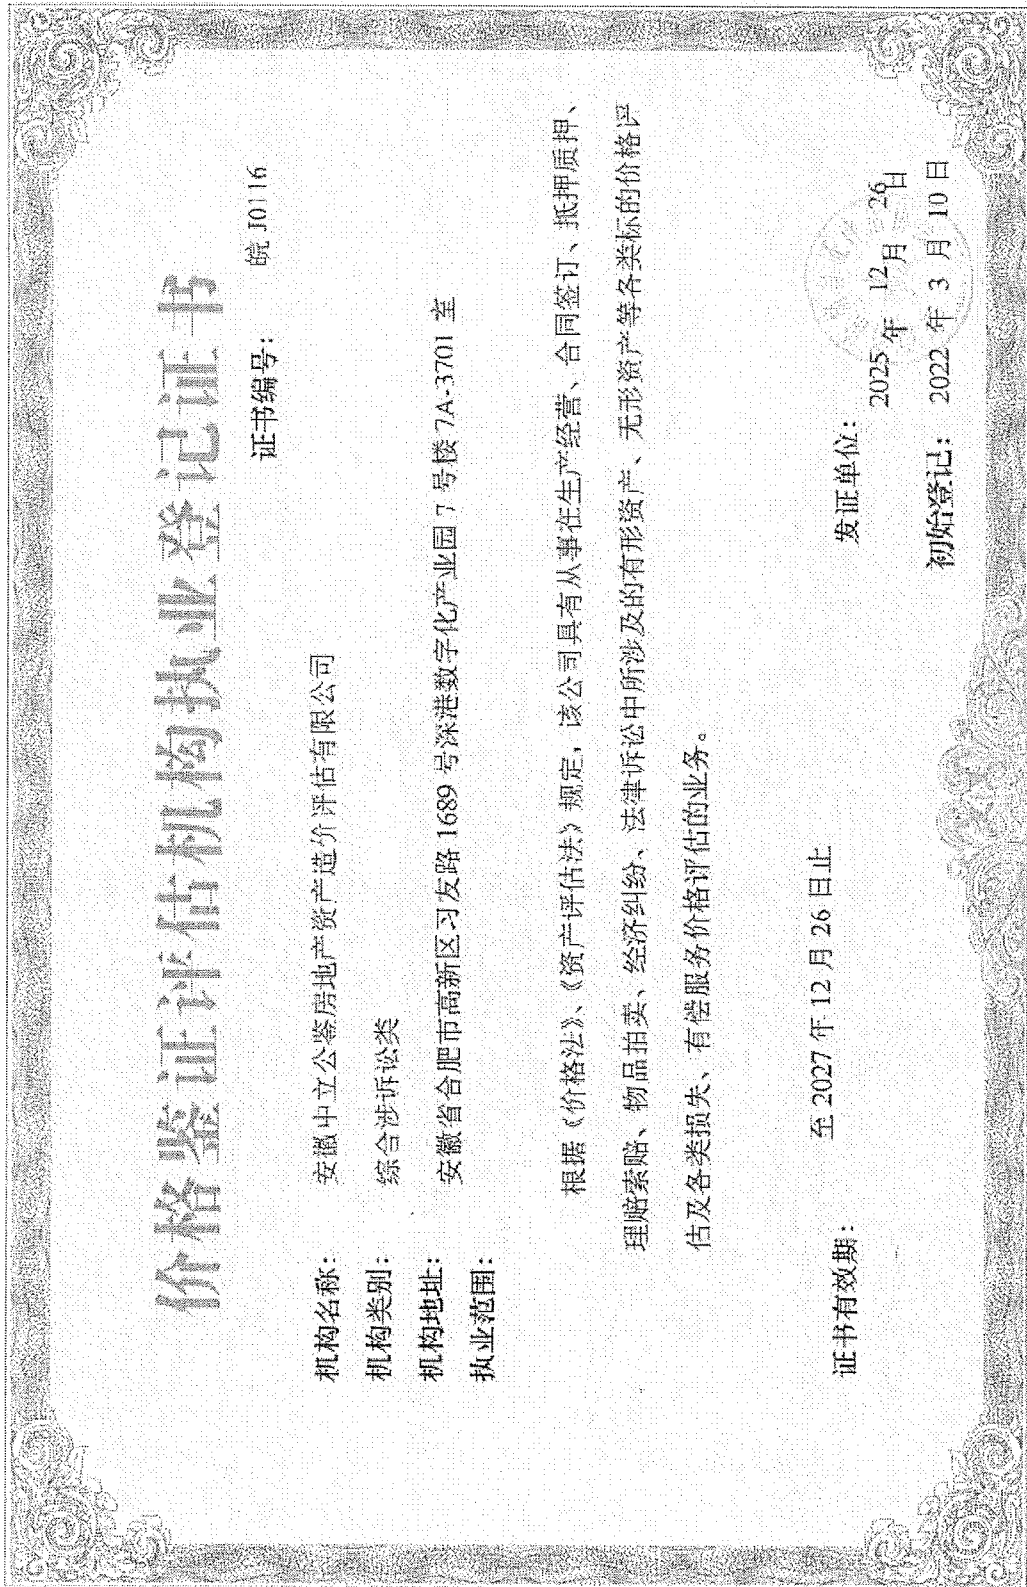 价格鉴证评估机构执业登记证书
证书编号： 皖 J0116
机构名称： 安徽中立公鉴房地产资产造价评估有限公司
机构类别： 综合涉诉讼类
机构地址： 安徽省合肥市高新区习友路 1689 号深港数字化产业园 7 号楼 7A-3701 室
执业范围：
根据《价格法》、《资产评估法》规定，该公司具有从事在生产经营、合同签订、抵押质押、
理赔索赔、物品拍卖、经济纠纷、法律诉讼中所涉及的有形资产、无形资产等各类标的价格评
估及各类损失、有偿服务价格评估的业务。
证书有效期： 至 2027 年 12 月 26 日止
发证单位：
2025 年 12 月 26 日
初始登记： 2022 年 3 月 10 日